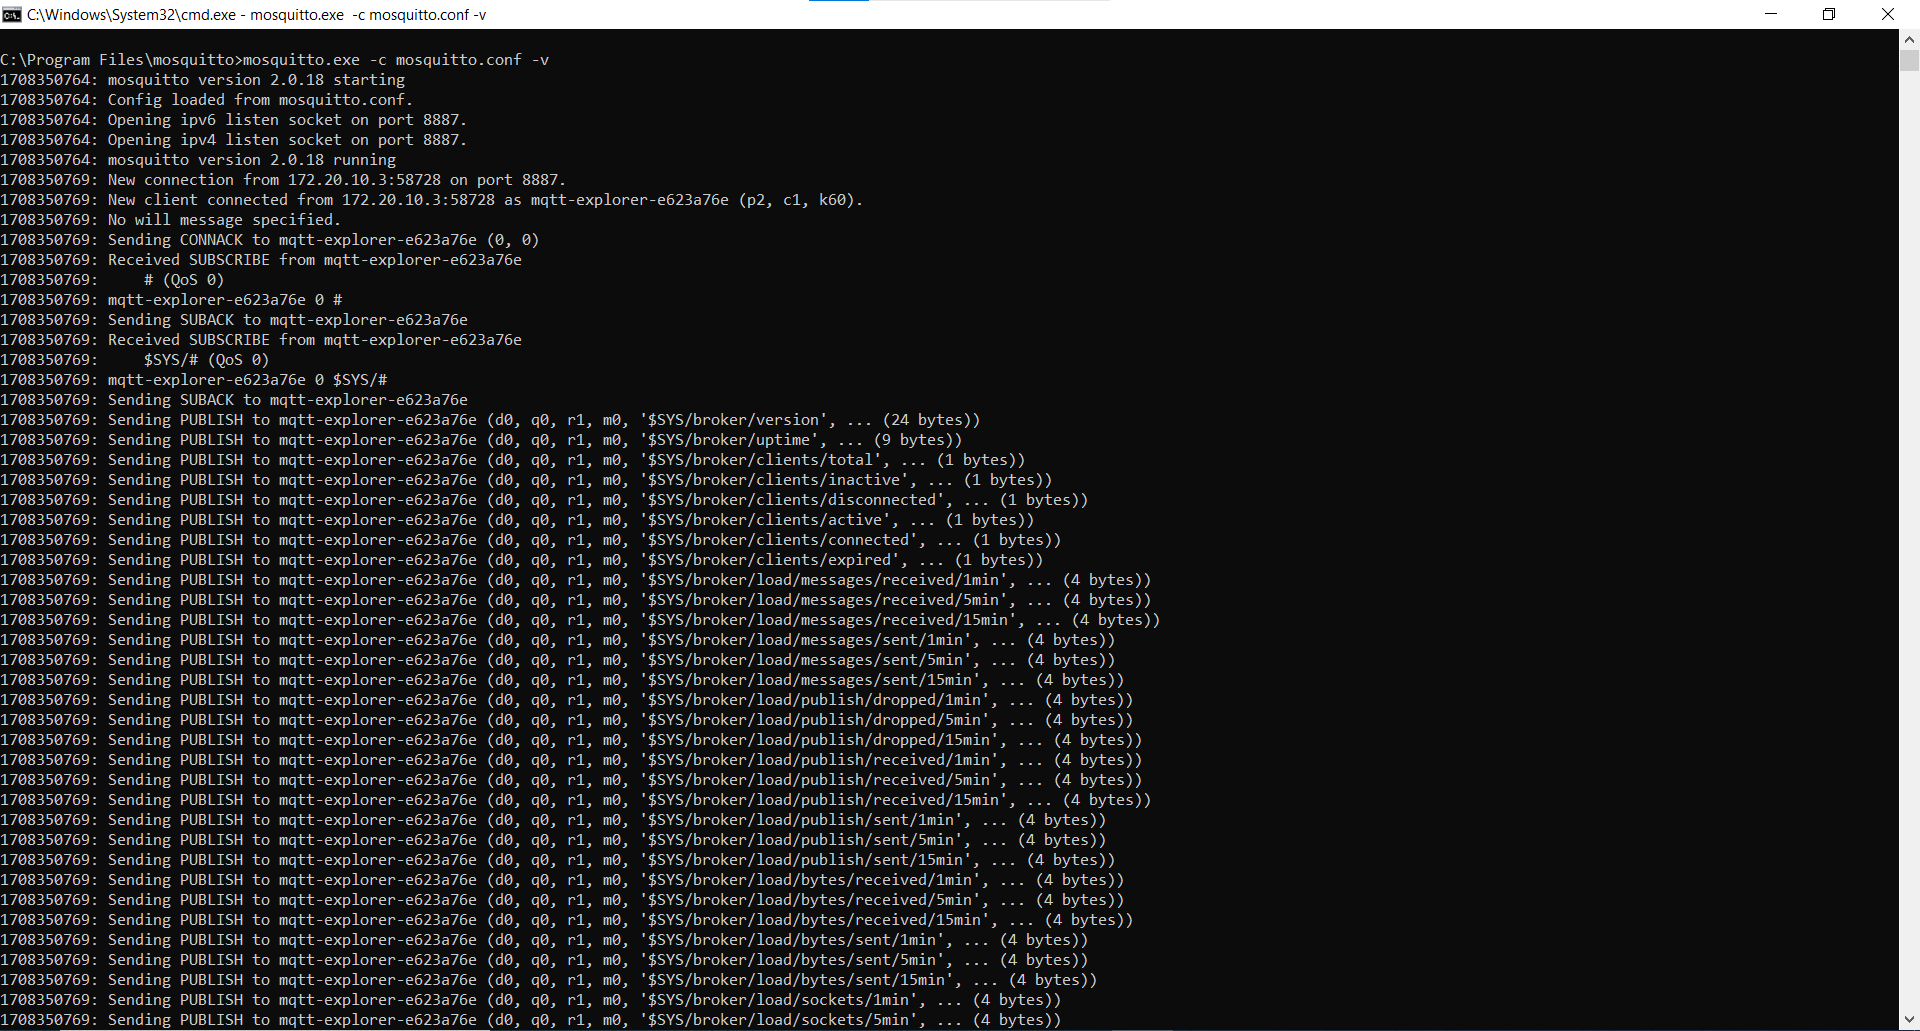 C:\Windows\System32\cmd.exe - mosquitto.exe  -c mosquitto.conf -v
C:\Program Files\mosquitto>mosquitto.exe -c mosquitto.conf -v
1708350764: mosquitto version 2.0.18 starting
1708350764: Config loaded from mosquitto.conf.
1708350764: Opening ipv6 listen socket on port 8887.
1708350764: Opening ipv4 listen socket on port 8887.
1708350764: mosquitto version 2.0.18 running
1708350769: New connection from 172.20.10.3:58728 on port 8887.
1708350769: New client connected from 172.20.10.3:58728 as mqtt-explorer-e623a76e (p2, c1, k60).
1708350769: No will message specified.
1708350769: Sending CONNACK to mqtt-explorer-e623a76e (0, 0)
1708350769: Received SUBSCRIBE from mqtt-explorer-e623a76e
1708350769:     # (QoS 0)
1708350769: mqtt-explorer-e623a76e 0 #
1708350769: Sending SUBACK to mqtt-explorer-e623a76e
1708350769: Received SUBSCRIBE from mqtt-explorer-e623a76e
1708350769:     $SYS/# (QoS 0)
1708350769: mqtt-explorer-e623a76e 0 $SYS/#
1708350769: Sending SUBACK to mqtt-explorer-e623a76e
1708350769: Sending PUBLISH to mqtt-explorer-e623a76e (d0, q0, r1, m0, '$SYS/broker/version', ... (24 bytes))
1708350769: Sending PUBLISH to mqtt-explorer-e623a76e (d0, q0, r1, m0, '$SYS/broker/uptime', ... (9 bytes))
1708350769: Sending PUBLISH to mqtt-explorer-e623a76e (d0, q0, r1, m0, '$SYS/broker/clients/total', ... (1 bytes))
1708350769: Sending PUBLISH to mqtt-explorer-e623a76e (d0, q0, r1, m0, '$SYS/broker/clients/inactive', ... (1 bytes))
1708350769: Sending PUBLISH to mqtt-explorer-e623a76e (d0, q0, r1, m0, '$SYS/broker/clients/disconnected', ... (1 bytes))
1708350769: Sending PUBLISH to mqtt-explorer-e623a76e (d0, q0, r1, m0, '$SYS/broker/clients/active', ... (1 bytes))
1708350769: Sending PUBLISH to mqtt-explorer-e623a76e (d0, q0, r1, m0, '$SYS/broker/clients/connected', ... (1 bytes))
1708350769: Sending PUBLISH to mqtt-explorer-e623a76e (d0, q0, r1, m0, '$SYS/broker/clients/expired', ... (1 bytes))
1708350769: Sending PUBLISH to mqtt-explorer-e623a76e (d0, q0, r1, m0, '$SYS/broker/load/messages/received/1min', ... (4 bytes))
1708350769: Sending PUBLISH to mqtt-explorer-e623a76e (d0, q0, r1, m0, '$SYS/broker/load/messages/received/5min', ... (4 bytes))
1708350769: Sending PUBLISH to mqtt-explorer-e623a76e (d0, q0, r1, m0, '$SYS/broker/load/messages/received/15min', ... (4 bytes))
1708350769: Sending PUBLISH to mqtt-explorer-e623a76e (d0, q0, r1, m0, '$SYS/broker/load/messages/sent/1min', ... (4 bytes))
1708350769: Sending PUBLISH to mqtt-explorer-e623a76e (d0, q0, r1, m0, '$SYS/broker/load/messages/sent/5min', ... (4 bytes))
1708350769: Sending PUBLISH to mqtt-explorer-e623a76e (d0, q0, r1, m0, '$SYS/broker/load/messages/sent/15min', ... (4 bytes))
1708350769: Sending PUBLISH to mqtt-explorer-e623a76e (d0, q0, r1, m0, '$SYS/broker/load/publish/dropped/1min', ... (4 bytes))
1708350769: Sending PUBLISH to mqtt-explorer-e623a76e (d0, q0, r1, m0, '$SYS/broker/load/publish/dropped/5min', ... (4 bytes))
1708350769: Sending PUBLISH to mqtt-explorer-e623a76e (d0, q0, r1, m0, '$SYS/broker/load/publish/dropped/15min', ... (4 bytes))
1708350769: Sending PUBLISH to mqtt-explorer-e623a76e (d0, q0, r1, m0, '$SYS/broker/load/publish/received/1min', ... (4 bytes))
1708350769: Sending PUBLISH to mqtt-explorer-e623a76e (d0, q0, r1, m0, '$SYS/broker/load/publish/received/5min', ... (4 bytes))
1708350769: Sending PUBLISH to mqtt-explorer-e623a76e (d0, q0, r1, m0, '$SYS/broker/load/publish/received/15min', ... (4 bytes))
1708350769: Sending PUBLISH to mqtt-explorer-e623a76e (d0, q0, r1, m0, '$SYS/broker/load/publish/sent/1min', ... (4 bytes))
1708350769: Sending PUBLISH to mqtt-explorer-e623a76e (d0, q0, r1, m0, '$SYS/broker/load/publish/sent/5min', ... (4 bytes))
1708350769: Sending PUBLISH to mqtt-explorer-e623a76e (d0, q0, r1, m0, '$SYS/broker/load/publish/sent/15min', ... (4 bytes))
1708350769: Sending PUBLISH to mqtt-explorer-e623a76e (d0, q0, r1, m0, '$SYS/broker/load/bytes/received/1min', ... (4 bytes))
1708350769: Sending PUBLISH to mqtt-explorer-e623a76e (d0, q0, r1, m0, '$SYS/broker/load/bytes/received/5min', ... (4 bytes))
1708350769: Sending PUBLISH to mqtt-explorer-e623a76e (d0, q0, r1, m0, '$SYS/broker/load/bytes/received/15min', ... (4 bytes))
1708350769: Sending PUBLISH to mqtt-explorer-e623a76e (d0, q0, r1, m0, '$SYS/broker/load/bytes/sent/1min', ... (4 bytes))
1708350769: Sending PUBLISH to mqtt-explorer-e623a76e (d0, q0, r1, m0, '$SYS/broker/load/bytes/sent/5min', ... (4 bytes))
1708350769: Sending PUBLISH to mqtt-explorer-e623a76e (d0, q0, r1, m0, '$SYS/broker/load/bytes/sent/15min', ... (4 bytes))
1708350769: Sending PUBLISH to mqtt-explorer-e623a76e (d0, q0, r1, m0, '$SYS/broker/load/sockets/1min', ... (4 bytes))
1708350769: Sending PUBLISH to mqtt-explorer-e623a76e (d0, q0, r1, m0, '$SYS/broker/load/sockets/5min', ... (4 bytes))